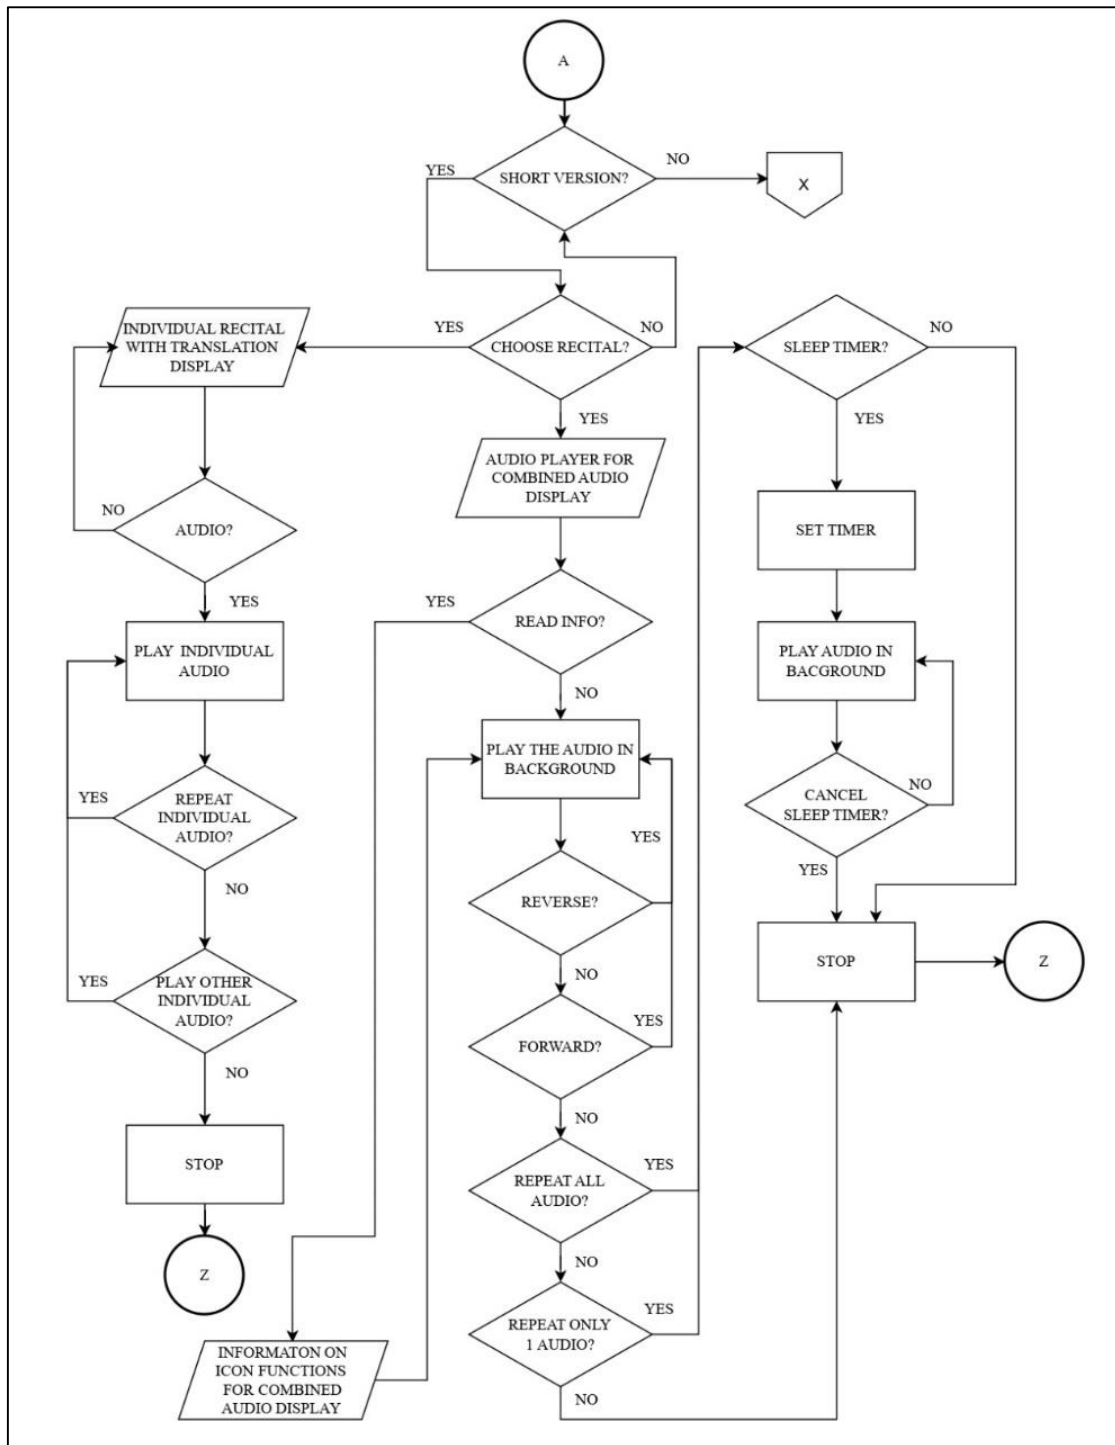 A
YES
NO
SHORT VERSION?
X
INDIVIDUAL RECITAL
WITH TRANSLATION
DISPLAY
YES
CHOOSE RECITAL?
NO
SLEEP TIMER?
NO
YES
YES
AUDIO PLAYER FOR
COMBINED AUDIO
DISPLAY
NO
AUDIO?
SET TIMER
YES
YES
READ INFO?
PLAY INDIVIDUAL
AUDIO
PLAY AUDIO IN
BACGROUND
NO
PLAY THE AUDIO IN
BACKGROUND
YES
REPEAT
INDIVIDUAL
AUDIO?
CANCEL
SLEEP TIMER?
NO
YES
YES
NO
REVERSE?
YES
PLAY OTHER
INDIVIDUAL
AUDIO?
NO
STOP
Z
YES
FORWARD?
NO
NO
STOP
REPEAT ALL
AUDIO?
YES
Z
NO
REPEAT ONLY
1 AUDIO?
YES
INFORMATON ON
ICON FUNCTIONS
FOR COMBINED
AUDIO DISPLAY
NO